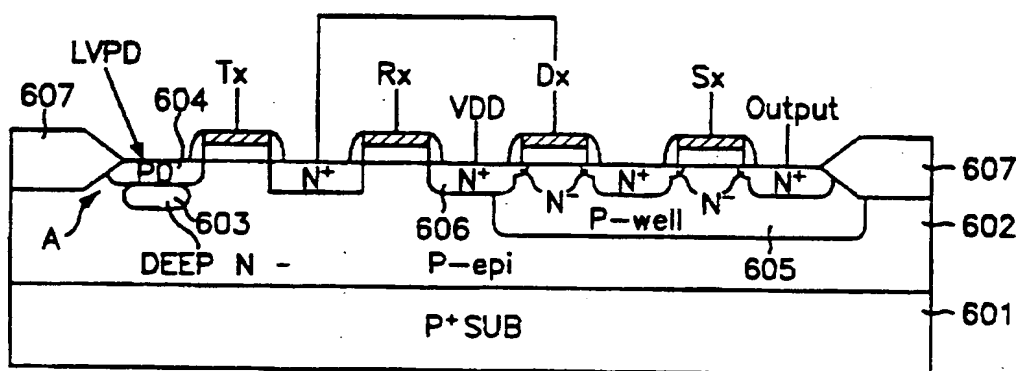 LVPD
Tx
Rx
Dx
Sx
607
604
VDD
Output
PD
N+
N+
N+
N+
607
N-
N-
603
606
P-well
602
A
DEEP N -
P-epi
605
P+ SUB
601